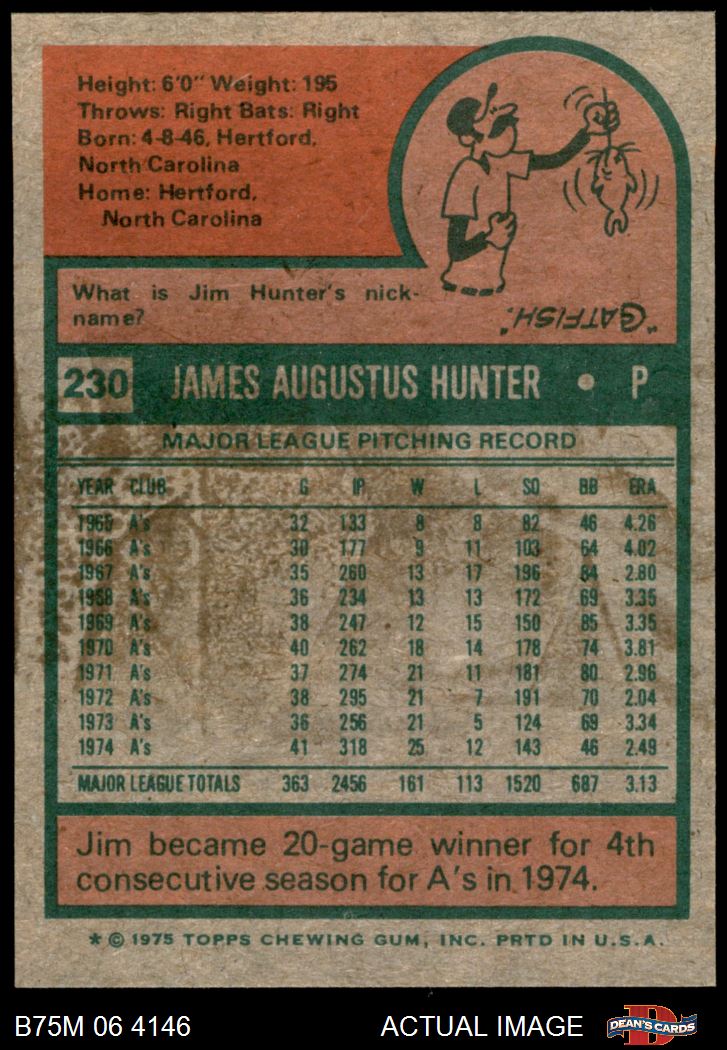 Height: 6'0" Weight: 195
Throws: Right Bats: Right
Born: 4-8-46, Hertford,
North Carolina
Home: Hertford,
North Carolina
What is Jim Hunter's nick-
name?
"CATFISH."
230 JAMES AUGUSTUS HUNTER • P
MAJOR LEAGUE PITCHING RECORD
YEAR CLUB G IP W L SO BB ERA
1965 A's 32 133 8 8 82 46 4.26
1966 A's 30 177 9 11 103 64 4.02
1967 A's 35 260 13 17 196 84 2.80
1968 A's 36 234 13 13 172 69 3.35
1969 A's 38 247 12 15 150 85 3.35
1970 A's 40 262 18 14 178 74 3.81
1971 A's 37 274 21 11 181 80 2.96
1972 A's 38 295 21 7 191 70 2.04
1973 A's 36 256 21 5 124 69 3.34
1974 A's 41 318 25 12 143 46 2.49
MAJOR LEAGUE TOTALS 363 2456 161 113 1520 687 3.13
Jim became 20-game winner for 4th
consecutive season for A's in 1974.
* © 1975 TOPPS CHEWING GUM, INC. PRTD IN U.S.A.
B75M 06 4146 ACTUAL IMAGE DEAN'S CARDS